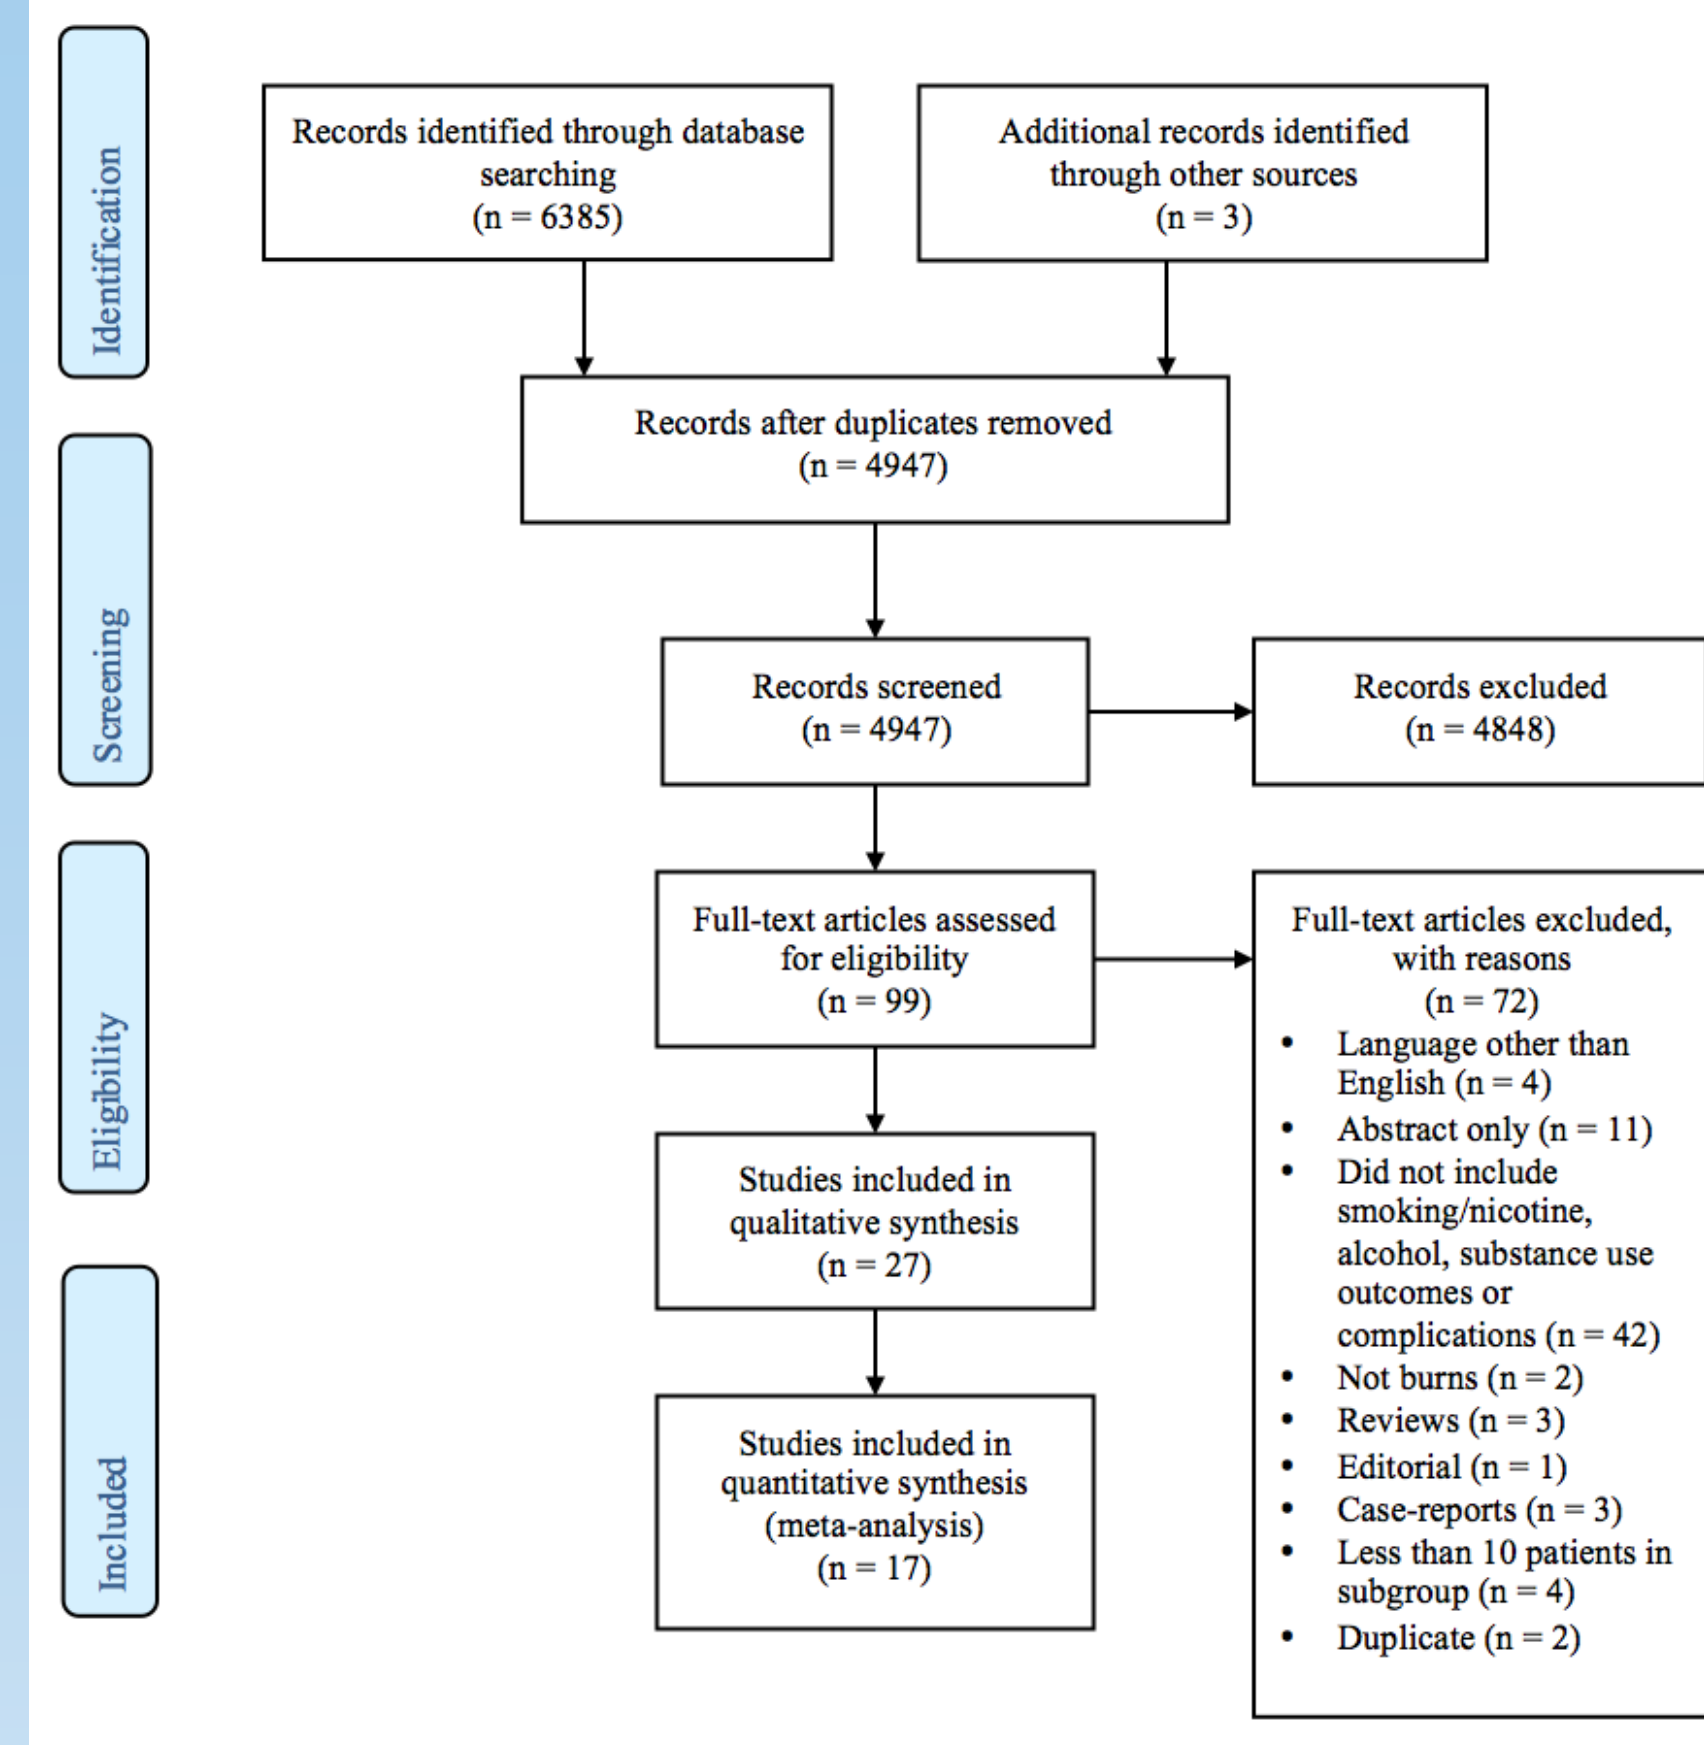 Identification
Records identified through database
searching
(n = 6385)
Additional records identified
through other sources
(n = 3)
Records after duplicates removed
(n = 4947)
Screening
Records screened
(n = 4947)
Records excluded
(n = 4848)
Eligibility
Full-text articles assessed
for eligibility
(n = 99)
Full-text articles excluded,
with reasons
(n = 72)
• Language other than
English (n = 4)
• Abstract only (n = 11)
• Did not include
smoking/nicotine,
alcohol, substance use
outcomes or
complications (n = 42)
• Not burns (n = 2)
• Reviews (n = 3)
• Editorial (n = 1)
• Case-reports (n = 3)
• Less than 10 patients in
subgroup (n = 4)
• Duplicate (n = 2)
Studies included in
qualitative synthesis
(n = 27)
Included
Studies included in
quantitative synthesis
(meta-analysis)
(n = 17)